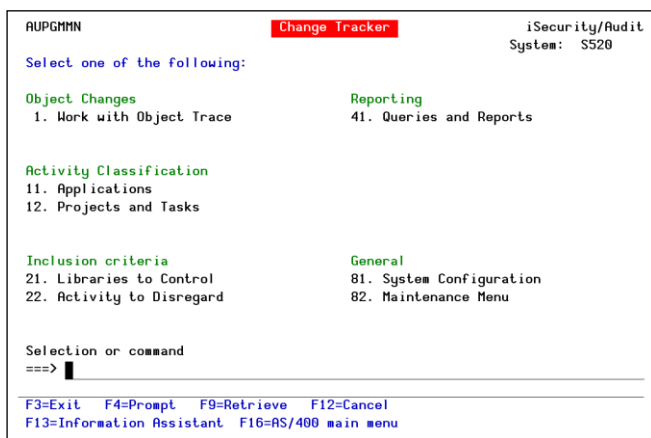 AUPGMMN Change Tracker iSecurity/Audit
System: S520
Select one of the following:
Object Changes Reporting
1. Work with Object Trace 41. Queries and Reports
Activity Classification
11. Applications
12. Projects and Tasks
Inclusion criteria General
21. Libraries to Control 81. System Configuration
22. Activity to Disregard 82. Maintenance Menu
Selection or command
===>
F3=Exit F4=Prompt F9=Retrieve F12=Cancel
F13=Information Assistant F16=AS/400 main menu